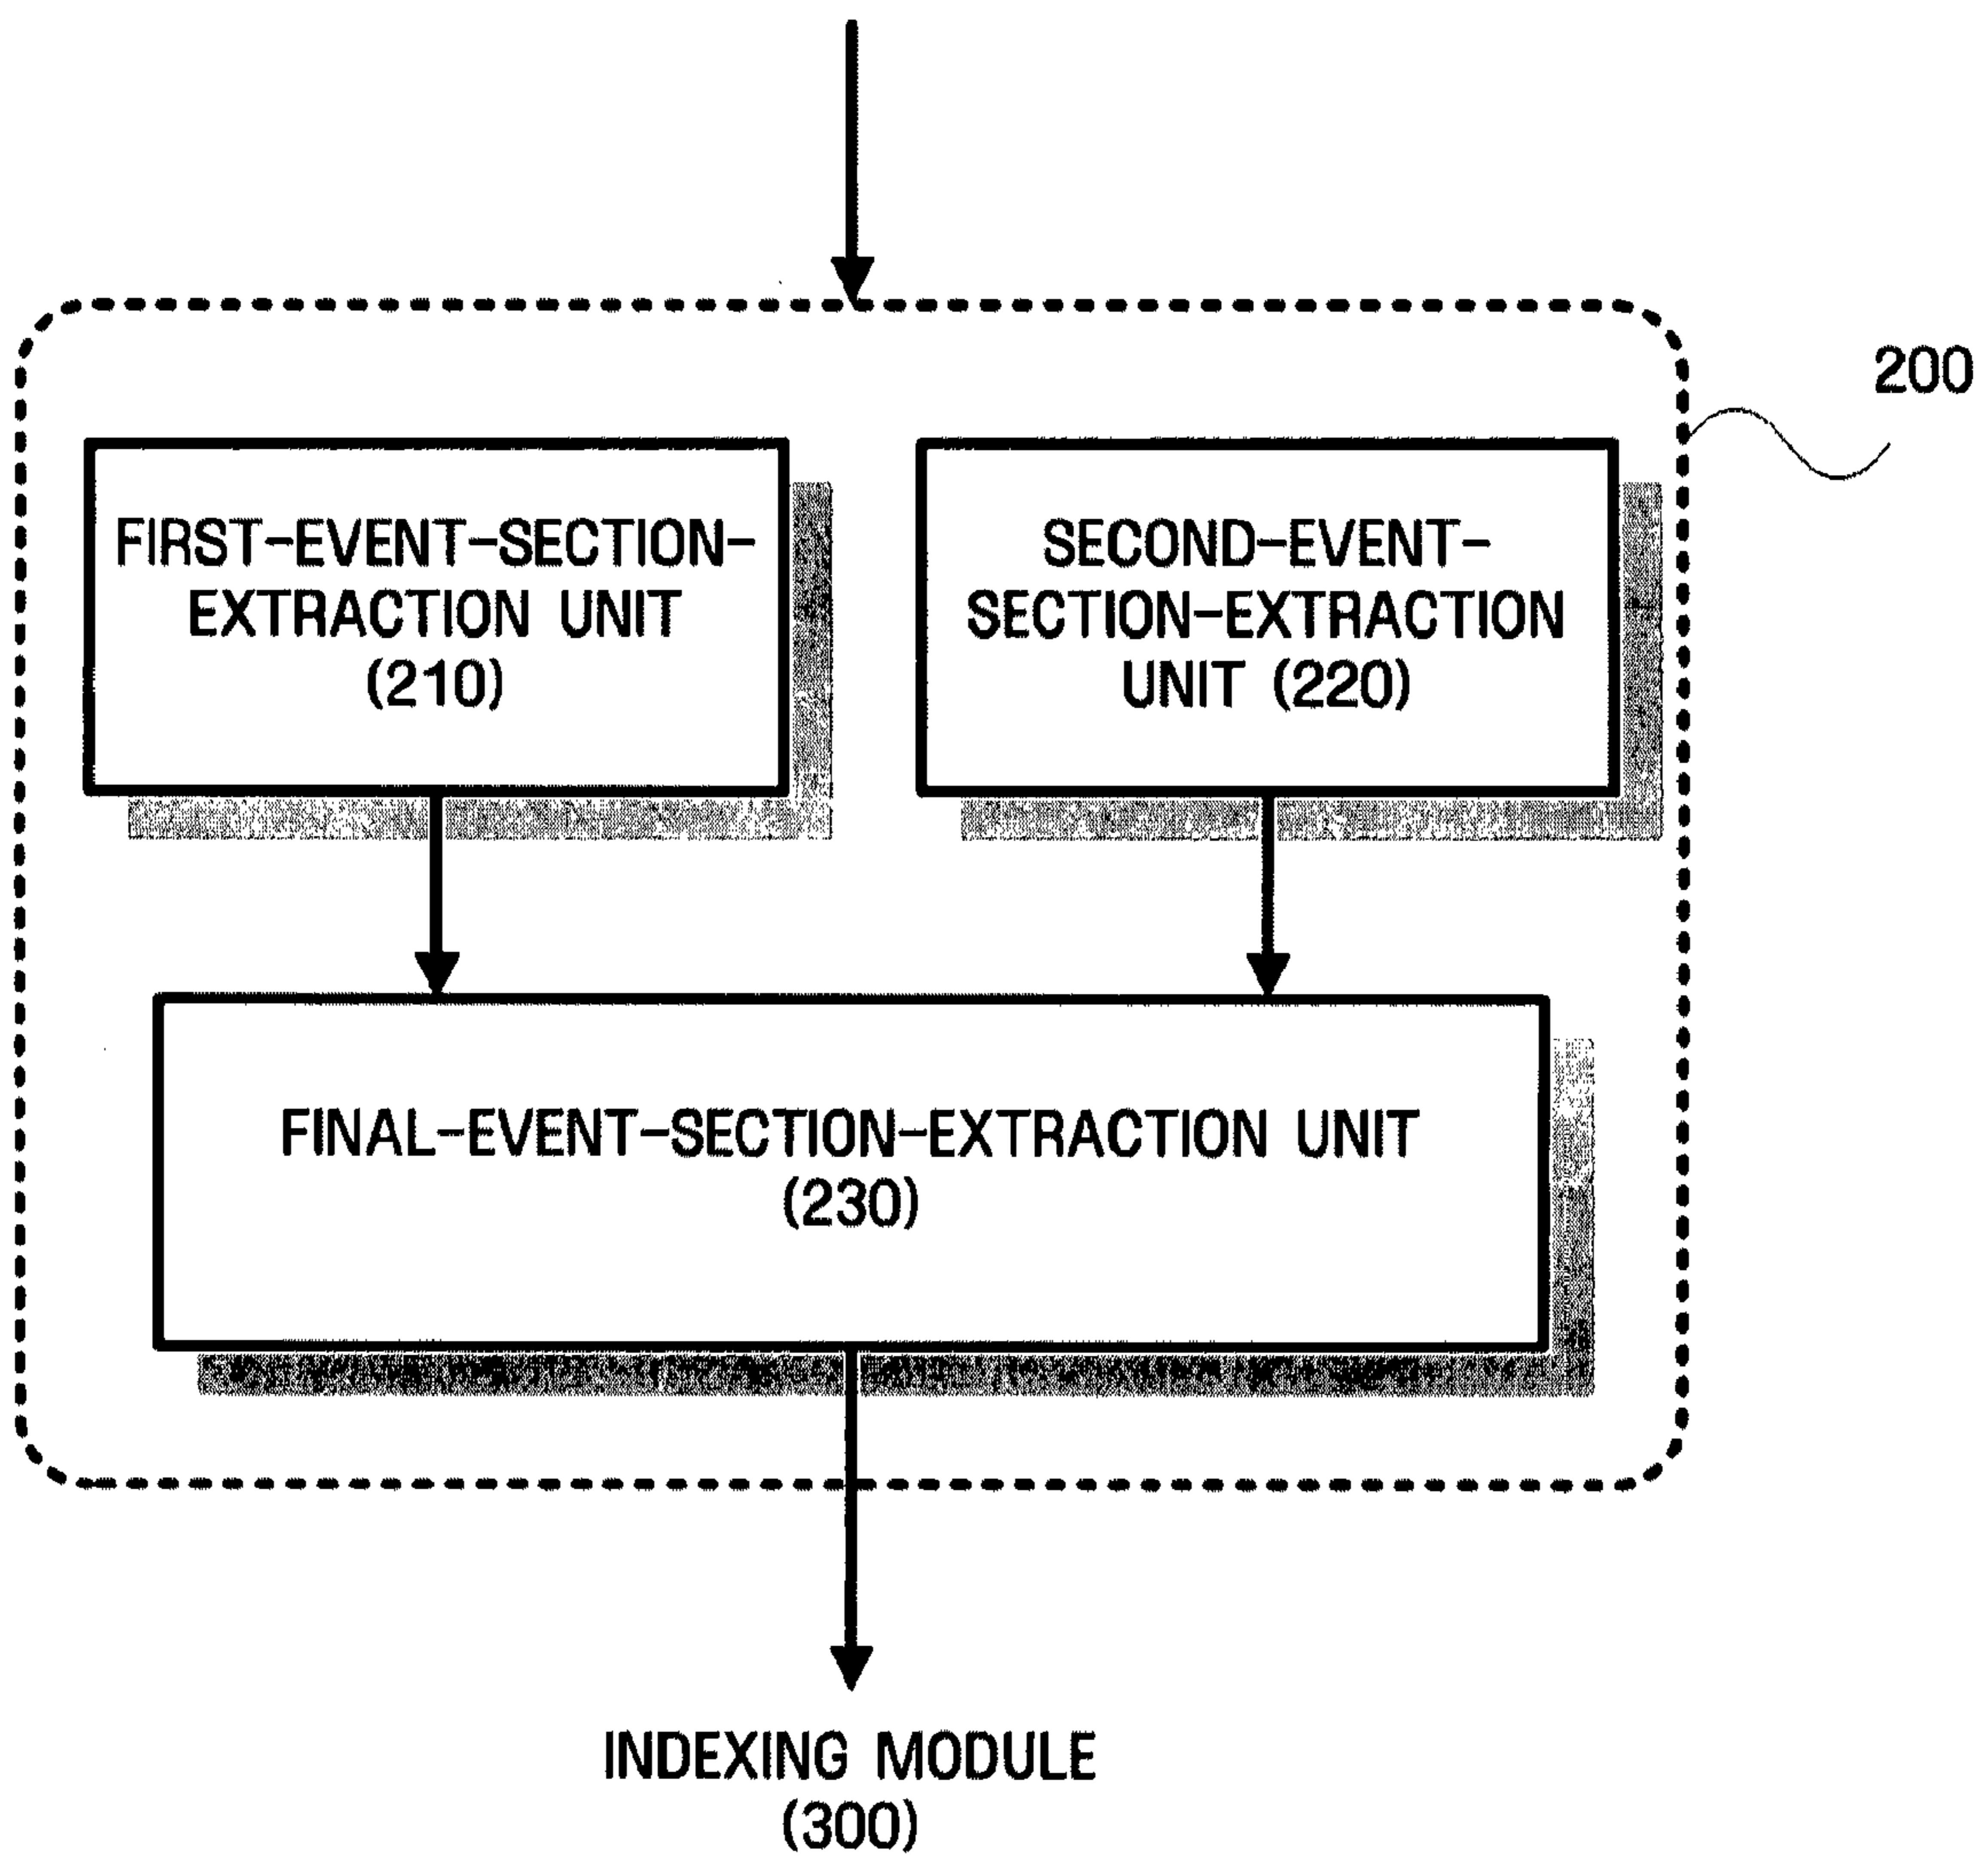 200
FIRST-EVENT-SECTION-
EXTRACTION UNIT
(210)
SECOND-EVENT-
SECTION-EXTRACTION
UNIT (220)
FINAL-EVENT-SECTION-EXTRACTION UNIT
(230)
INDEXING MODULE
(300)